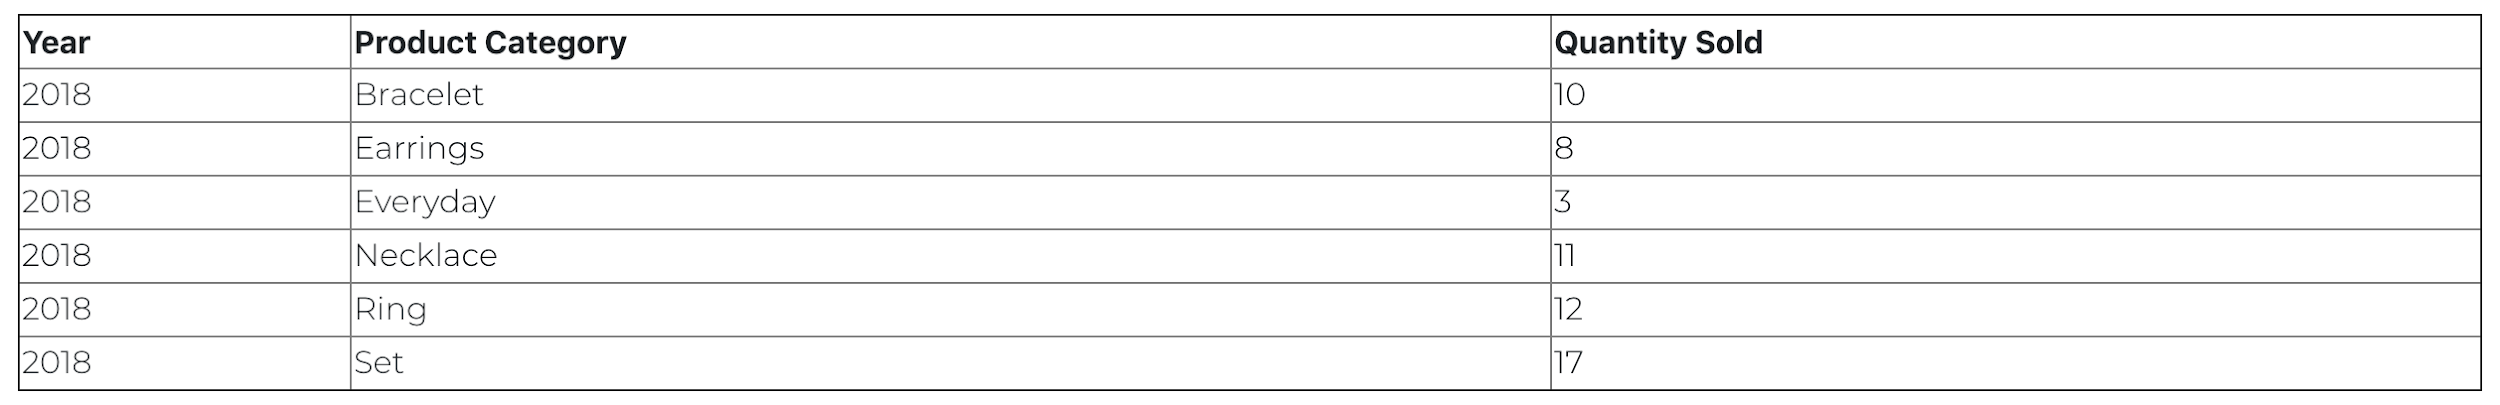 Year Product Category Quantity Sold
2018 Bracelet 10
2018 Earrings 8
2018 Everyday 3
2018 Necklace 11
2018 Ring 12
2018 Set 17